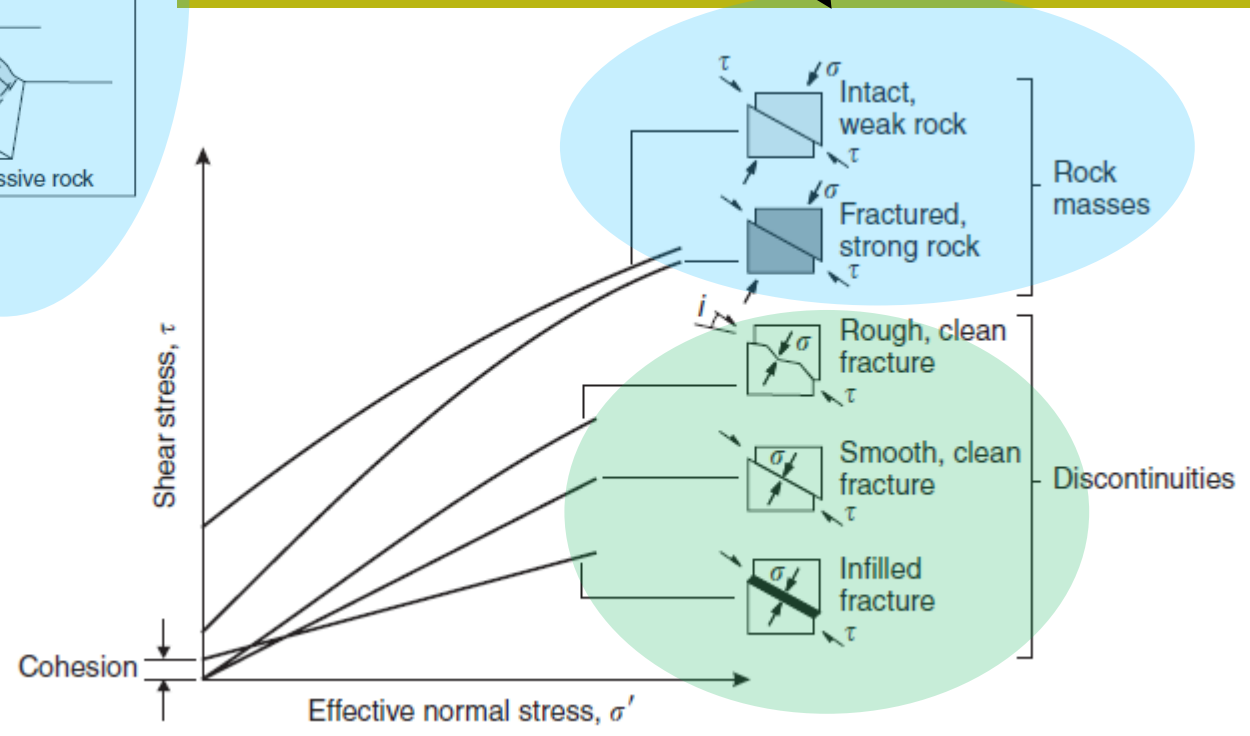 ssive rock
τ
σ
Intact,
weak rock
τ
Rock
masses
σ
Fractured,
strong rock
τ
i
Rough, clean
fracture
σ
τ
Smooth, clean
fracture
σ
τ
Discontinuities
Infilled
fracture
σ
τ
Shear stress, τ
Cohesion
Effective normal stress, σ′